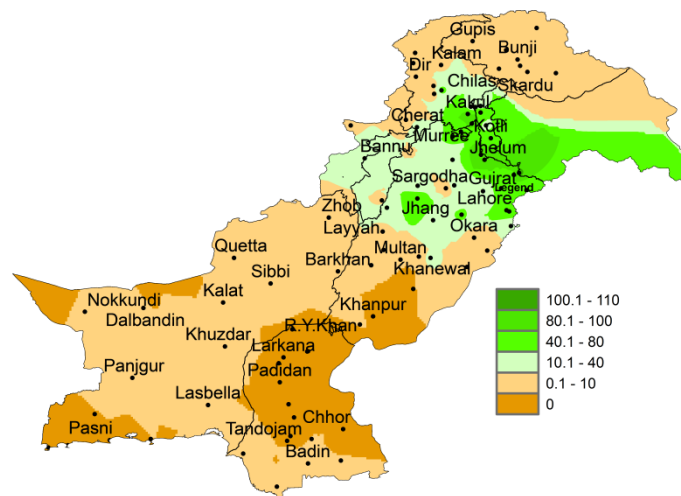 Gupis
Kalam Bunji
Dir
Chilas Skardu
Kakul
Cherat Kotli
Murree
Bannu Jhelum
Sargodha Gujrat
Legend
Zhob Jhang Lahore
Layyah Okara
Quetta Multan
Sibbi Barkhan Khanewal
Nokkundi Kalat Khanpur
Dalbandin
Khuzdar R.Y.Khan
Larkana
Panjgur Padidan
Lasbella
Pasni Chhor
Tandojam
Badin
100.1 - 110
80.1 - 100
40.1 - 80
10.1 - 40
0.1 - 10
0